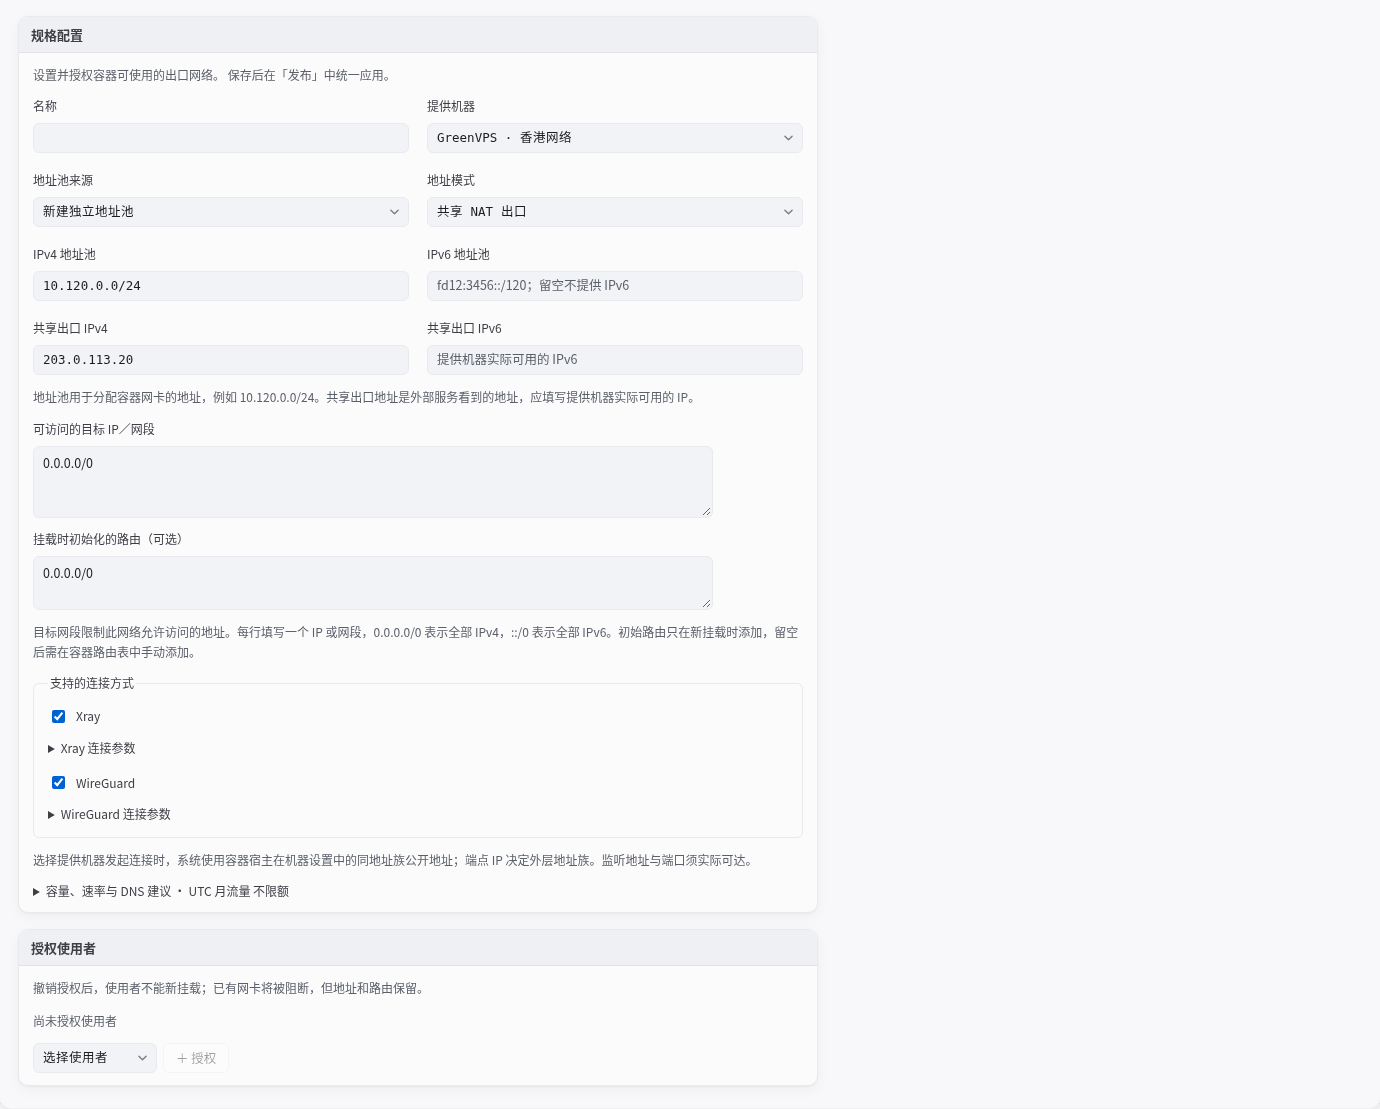 规格配置
设置并授权容器可使用的出口网络。 保存后在「发布」中统一应用。
名称
提供机器
GreenVPS · 香港网络
地址池来源
地址模式
新建独立地址池
共享 NAT 出口
IPv4 地址池
IPv6 地址池
10.120.0.0/24
fd12:3456::/120；留空不提供 IPv6
共享出口 IPv4
共享出口 IPv6
203.0.113.20
提供机器实际可用的 IPv6
地址池用于分配容器网卡的地址，例如 10.120.0.0/24。共享出口地址是外部服务看到的地址，应填写提供机器实际可用的 IP。
可访问的目标 IP／网段
0.0.0.0/0
挂载时初始化的路由（可选）
0.0.0.0/0
目标网段限制此网络允许访问的地址。每行填写一个 IP 或网段，0.0.0.0/0 表示全部 IPv4，::/0 表示全部 IPv6。初始路由只在新挂载时添加，留空
后需在容器路由表中手动添加。
支持的连接方式
Xray
Xray 连接参数
WireGuard
WireGuard 连接参数
选择提供机器发起连接时，系统使用容器宿主在机器设置中的同地址族公开地址；端点 IP 决定外层地址族。监听地址与端口须实际可达。
容量、速率与 DNS 建议 · UTC 月流量 不限额
授权使用者
撤销授权后，使用者不能新挂载；已有网卡将被阻断，但地址和路由保留。
尚未授权使用者
选择使用者
＋ 授权